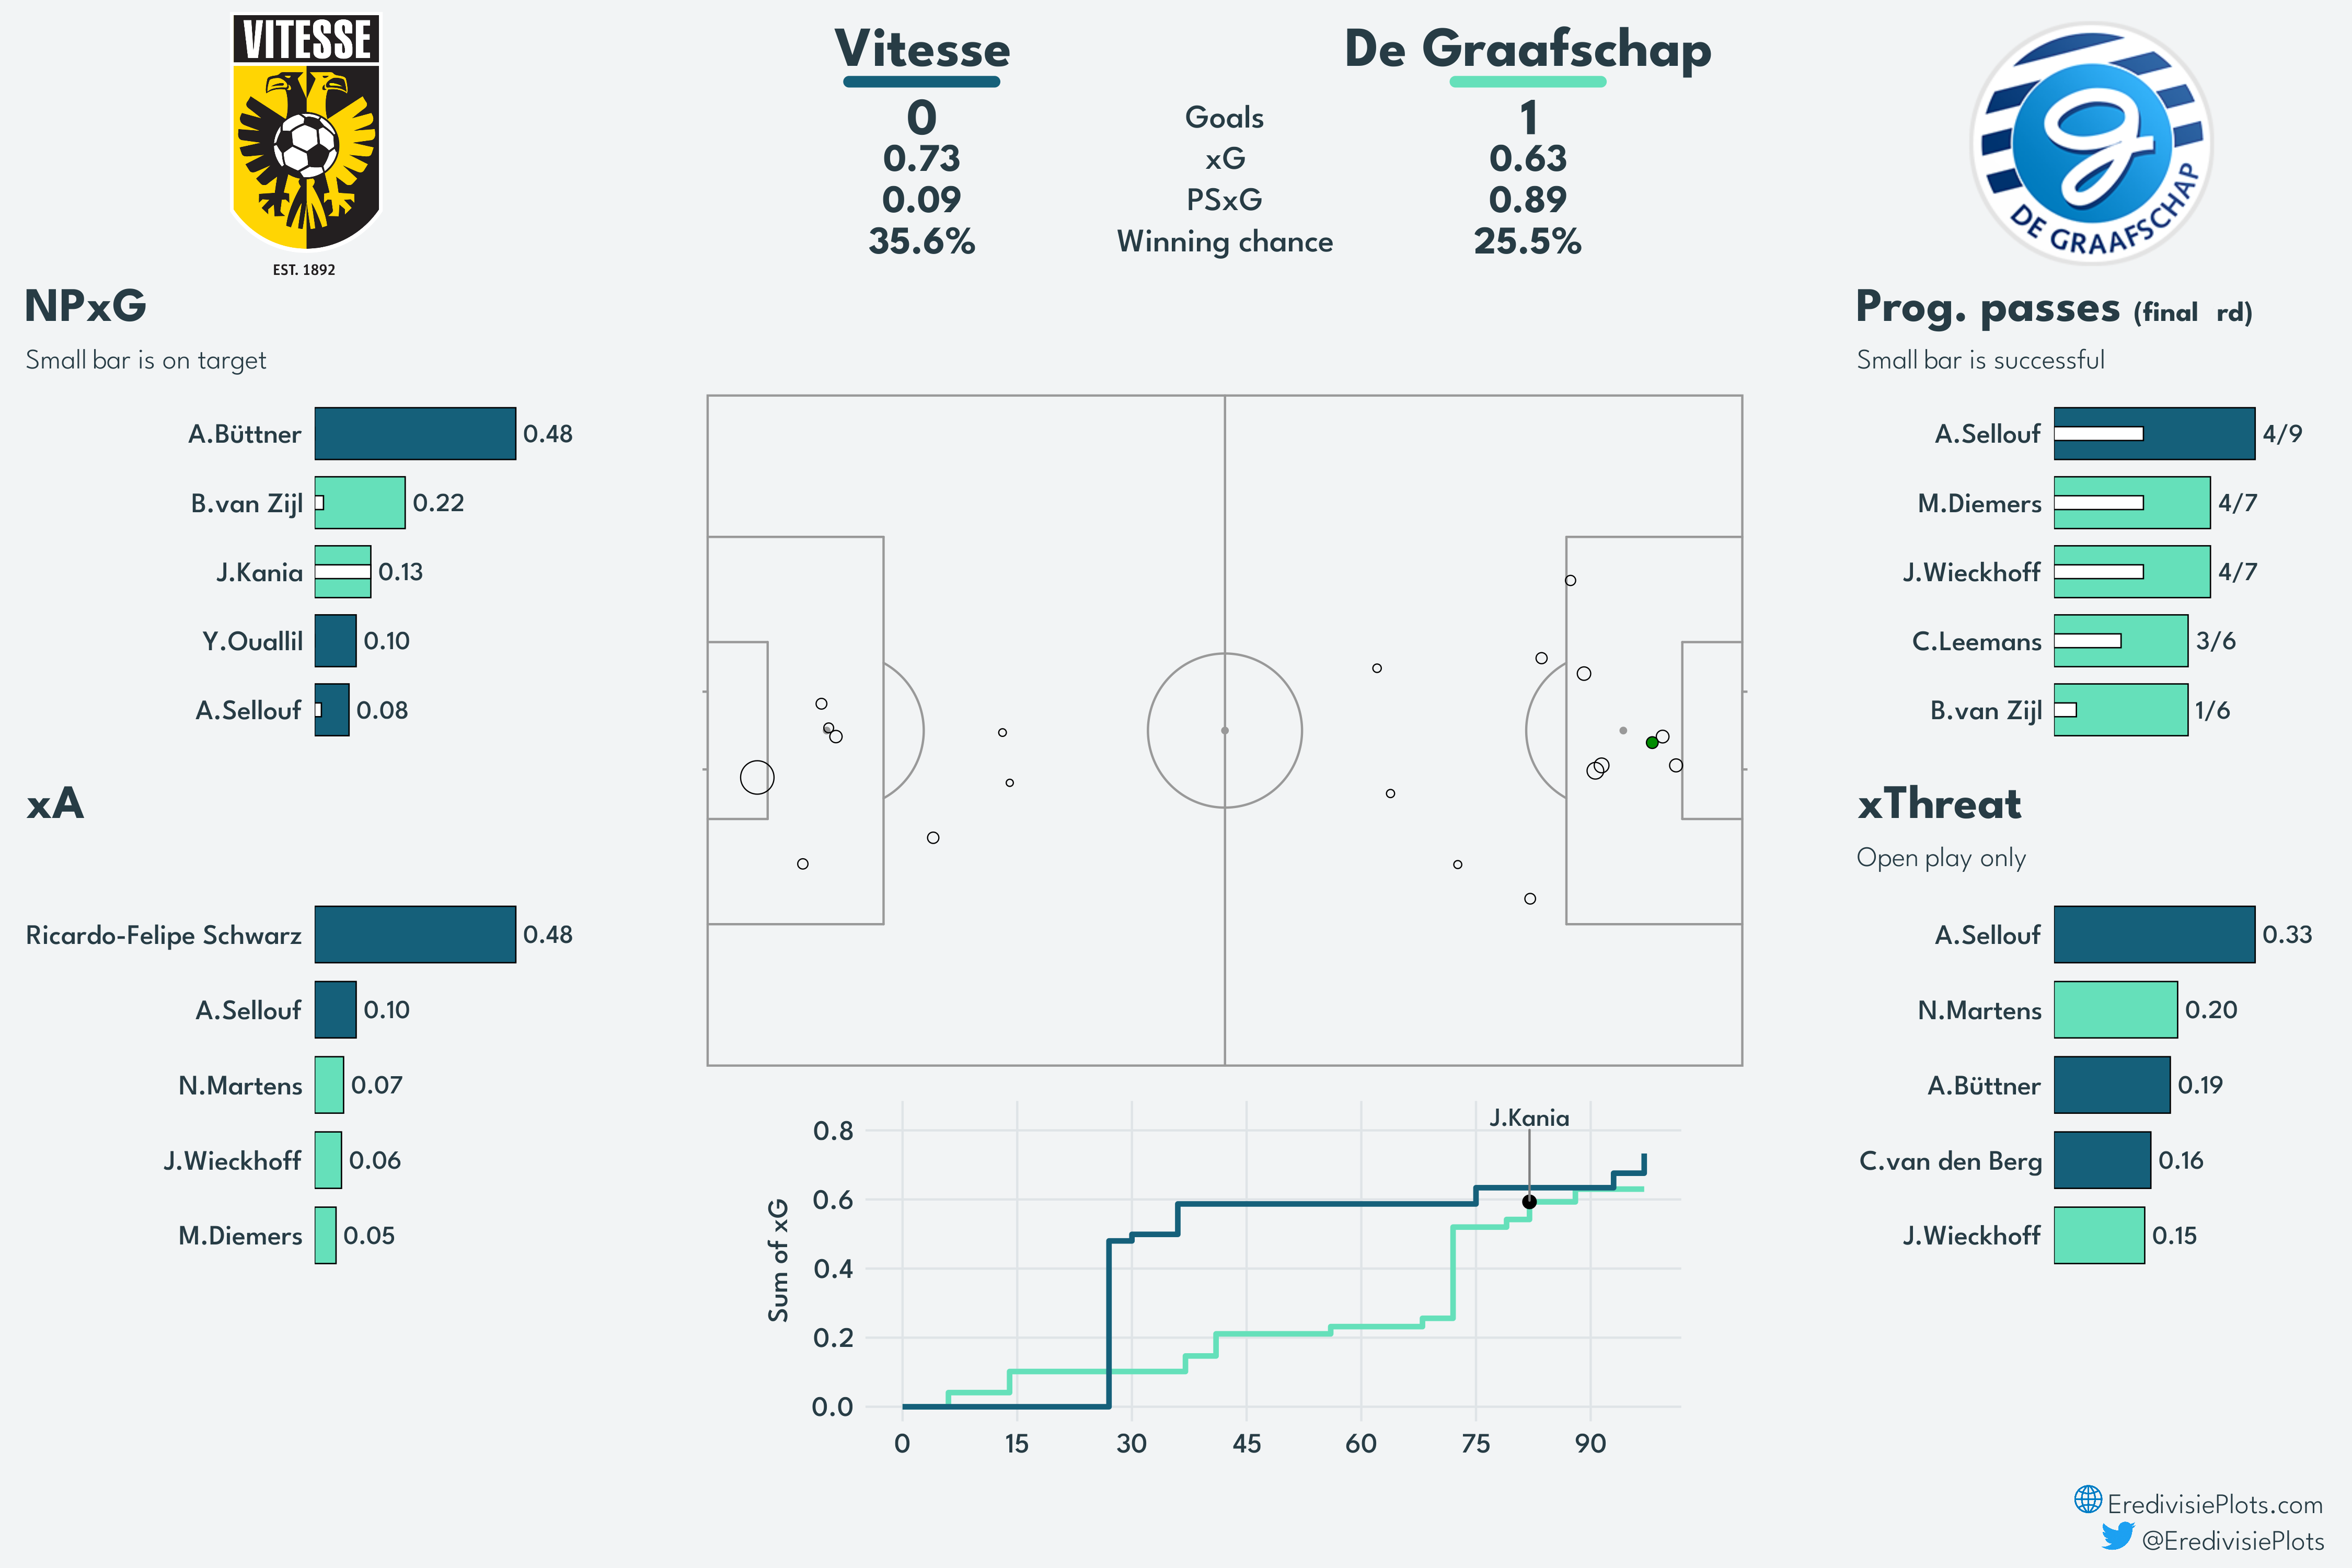 VITESSE
EST. 1892
Vitesse
De Graafschap
0 Goals 1
0.73 xG 0.63
0.09 PSxG 0.89
35.6% Winning chance 25.5%
DE GRAAFSCHAP
NPxG
Small bar is on target
A.Büttner 0.48
B.van Zijl 0.22
J.Kania 0.13
Y.Ouallil 0.10
A.Sellouf 0.08
xA
Ricardo-Felipe Schwarz 0.48
A.Sellouf 0.10
N.Martens 0.07
J.Wieckhoff 0.06
M.Diemers 0.05
J.Kania
Sum of xG
0.8
0.6
0.4
0.2
0.0
0 15 30 45 60 75 90
Prog. passes (final rd)
Small bar is successful
A.Sellouf 4/9
M.Diemers 4/7
J.Wieckhoff 4/7
C.Leemans 3/6
B.van Zijl 1/6
xThreat
Open play only
A.Sellouf 0.33
N.Martens 0.20
A.Büttner 0.19
C.van den Berg 0.16
J.Wieckhoff 0.15
EredivisiePlots.com
@EredivisiePlots